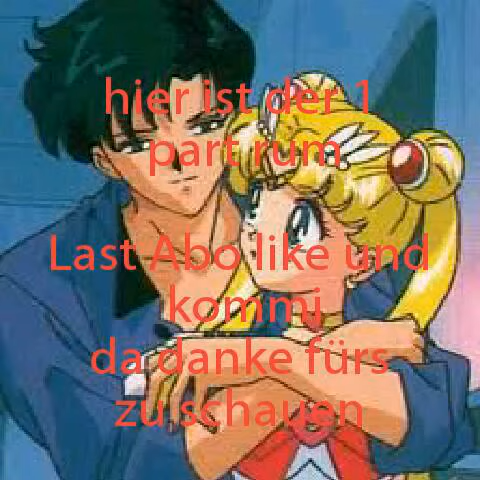 hier ist der 1
part rum
Last Abo like und
kommi
da danke fürs
zu schauen